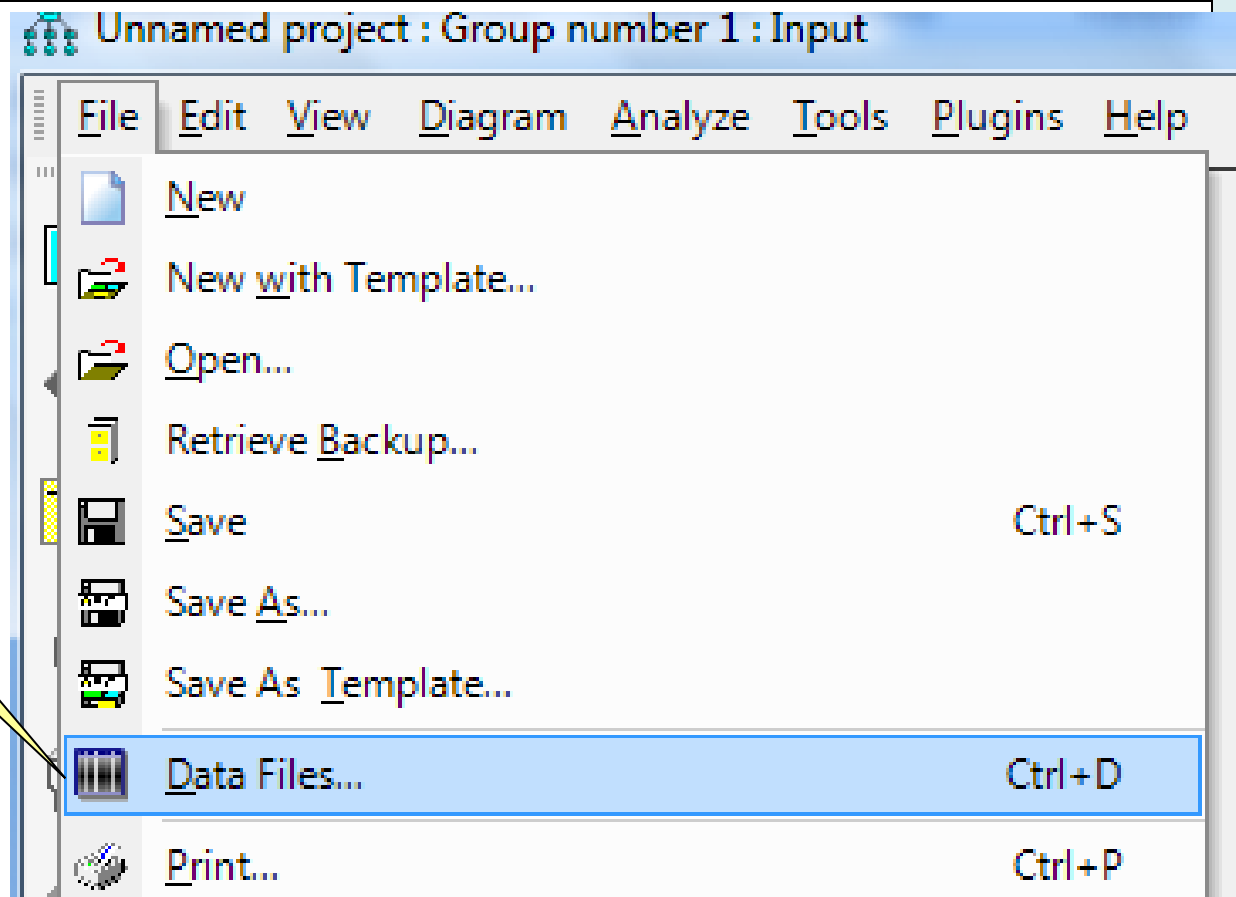 Unnamed project : Group number 1 : Input
File Edit View Diagram Analyze Tools Plugins Help
New
New with Template...
Open...
Retrieve Backup...
Save Ctrl+S
Save As...
Save As Template...
Data Files... Ctrl+D
Print... Ctrl+P